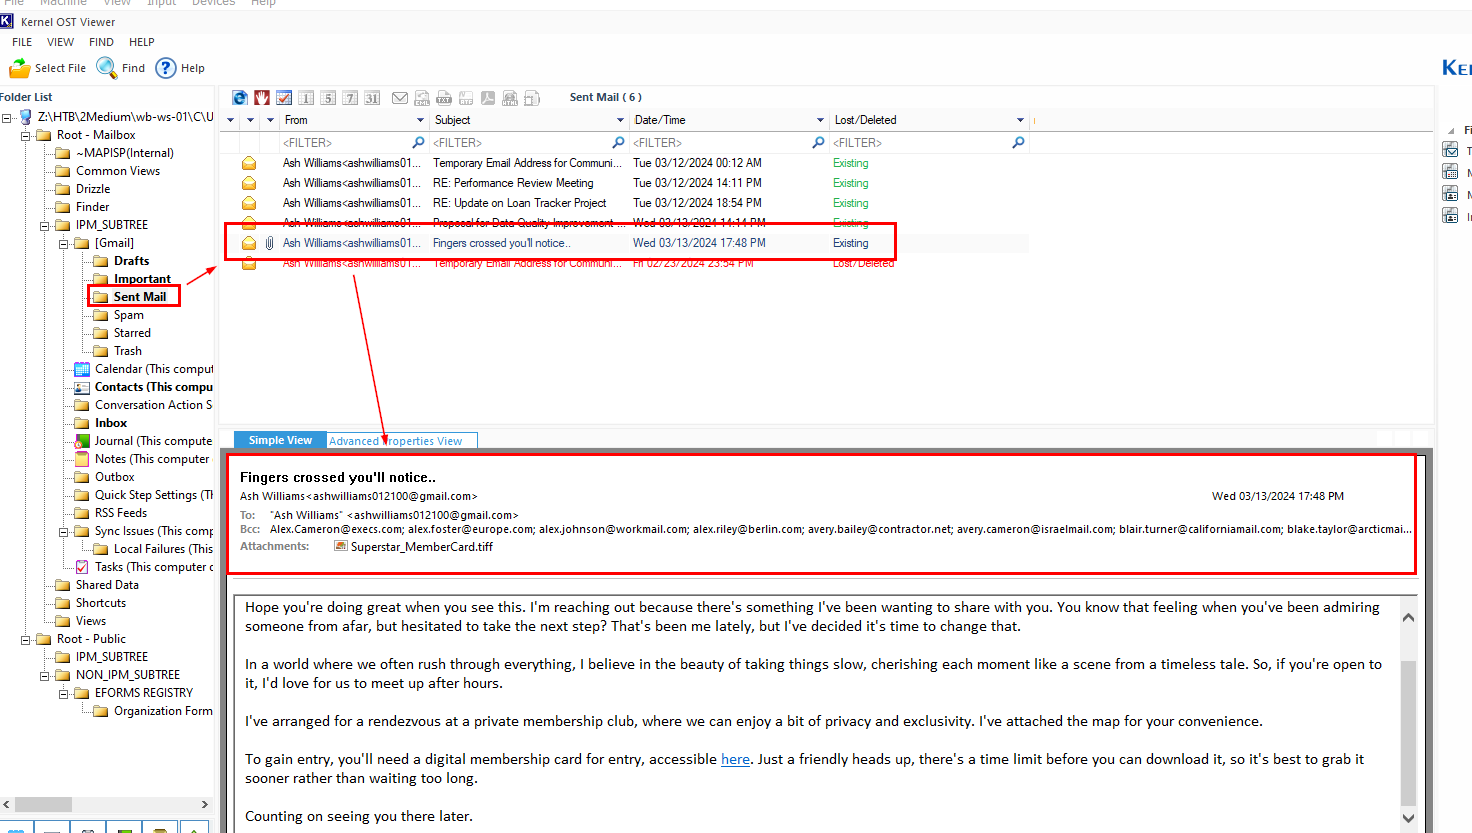 File Machine View Input Devices Help
Kernel OST Viewer
FILE VIEW FIND HELP
Select File Find Help
Folder List
Z:\HTB\2Medium\wb-ws-01\C\U
Root - Mailbox
~MAPISP(Internal)
Common Views
Drizzle
Finder
IPM_SUBTREE
[Gmail]
Drafts
Important
Sent Mail
Spam
Starred
Trash
Calendar (This comput
Contacts (This compu
Conversation Action S
Inbox
Journal (This compute
Notes (This computer
Outbox
Quick Step Settings (TH
RSS Feeds
Sync Issues (This comp
Local Failures (This
Tasks (This computer o
Shared Data
Shortcuts
Views
Root - Public
IPM_SUBTREE
NON_IPM_SUBTREE
EFORMS REGISTRY
Organization Form
1 5 7 31 Sent Mail ( 6 )
From Subject Date/Time Lost/Deleted
<FILTER> <FILTER> <FILTER> <FILTER>
Ash Williams<ashwilliams01... Temporary Email Address for Communi... Tue 03/12/2024 00:12 AM Existing
Ash Williams<ashwilliams01... RE: Performance Review Meeting Tue 03/12/2024 14:11 PM Existing
Ash Williams<ashwilliams01... RE: Update on Loan Tracker Project Tue 03/12/2024 18:54 PM Existing
Ash Williams<ashwilliams01... Proposal for Data Quality Improvement Wed 03/13/2024 14:14 PM Existing
Ash Williams<ashwilliams01... Fingers crossed you'll notice.. Wed 03/13/2024 17:48 PM Existing
Ash Williams<ashwilliams01... Temporary Email Address for Communi... Fri 02/23/2024 23:54 PM Lost/Deleted
Simple View Advanced Properties View
Fingers crossed you'll notice..
Ash Williams<ashwilliams012100@gmail.com> Wed 03/13/2024 17:48 PM
To: "Ash Williams" <ashwilliams012100@gmail.com>
Bcc: Alex.Cameron@execs.com; alex.foster@europe.com; alex.johnson@workmail.com; alex.riley@berlin.com; avery.bailey@contractor.net; avery.cameron@israelmail.com; blair.turner@californiamail.com; blake.taylor@arcticmai...
Attachments: Superstar_MemberCard.tiff
Hope you're doing great when you see this. I'm reaching out because there's something I've been wanting to share with you. You know that feeling when you've been admiring
someone from afar, but hesitated to take the next step? That's been me lately, but I've decided it's time to change that.
In a world where we often rush through everything, I believe in the beauty of taking things slow, cherishing each moment like a scene from a timeless tale. So, if you're open to
it, I'd love for us to meet up after hours.
I've arranged for a rendezvous at a private membership club, where we can enjoy a bit of privacy and exclusivity. I've attached the map for your convenience.
To gain entry, you'll need a digital membership card for entry, accessible here. Just a friendly heads up, there's a time limit before you can download it, so it's best to grab it
sooner rather than waiting too long.
Counting on seeing you there later.